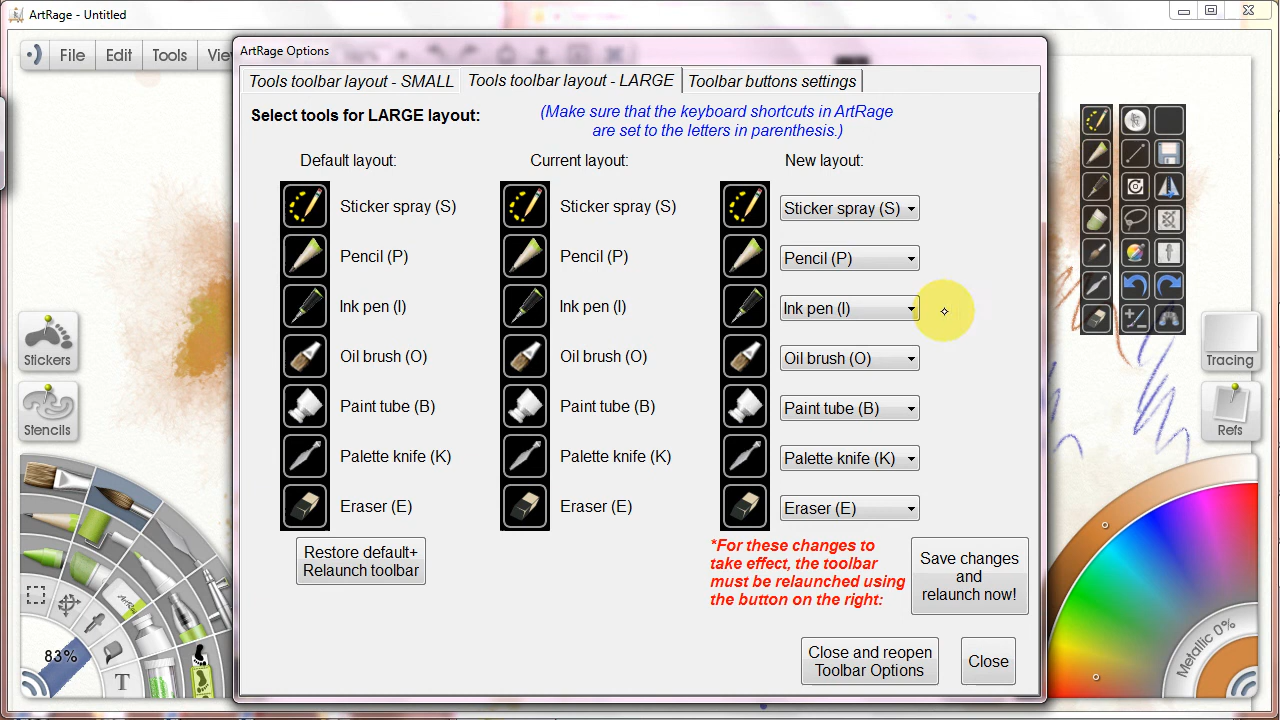 ArtRage - Untitled
File Edit Tools
ArtRage Options
Tools toolbar layout - SMALL Tools toolbar layout - LARGE Toolbar buttons settings
Select tools for LARGE layout:
(Make sure that the keyboard shortcuts in ArtRage
are set to the letters in parenthesis.)
Default layout: Current layout: New layout:
Sticker spray (S) Sticker spray (S) Sticker spray (S)
Pencil (P) Pencil (P) Pencil (P)
Ink pen (I) Ink pen (I) Ink pen (I)
Oil brush (O) Oil brush (O) Oil brush (O)
Paint tube (B) Paint tube (B) Paint tube (B)
Palette knife (K) Palette knife (K) Palette knife (K)
Eraser (E) Eraser (E) Eraser (E)
Restore default+
Relaunch toolbar
*For these changes to
take effect, the toolbar
must be relaunched using
the button on the right:
Save changes
and
relaunch now!
Close and reopen
Toolbar Options
Close
Stickers
Stencils
Tracing
Refs
83%
T
Metallic 0%